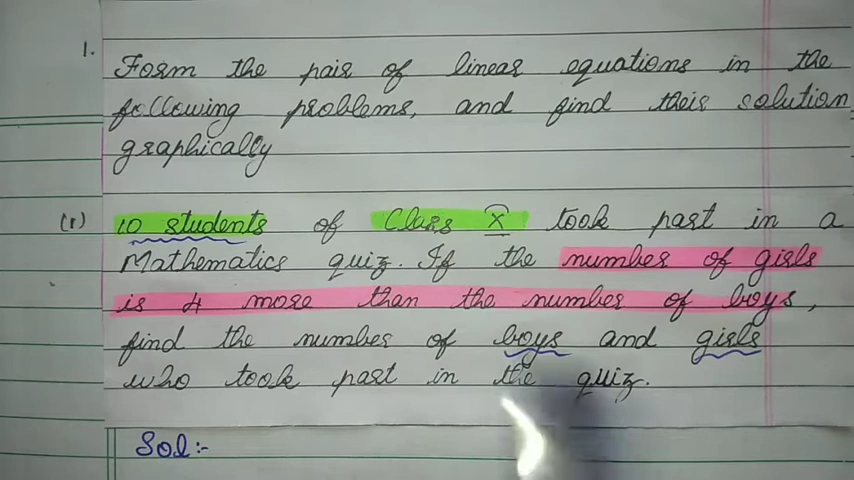 1. Form the pair of linear equations in the
following problems, and find their solution
graphically
(i) 10 students of Class X took part in a
Mathematics quiz. If the number of girls
is 4 more than the number of boys,
find the number of boys and girls
who took part in the quiz.
Sol:-